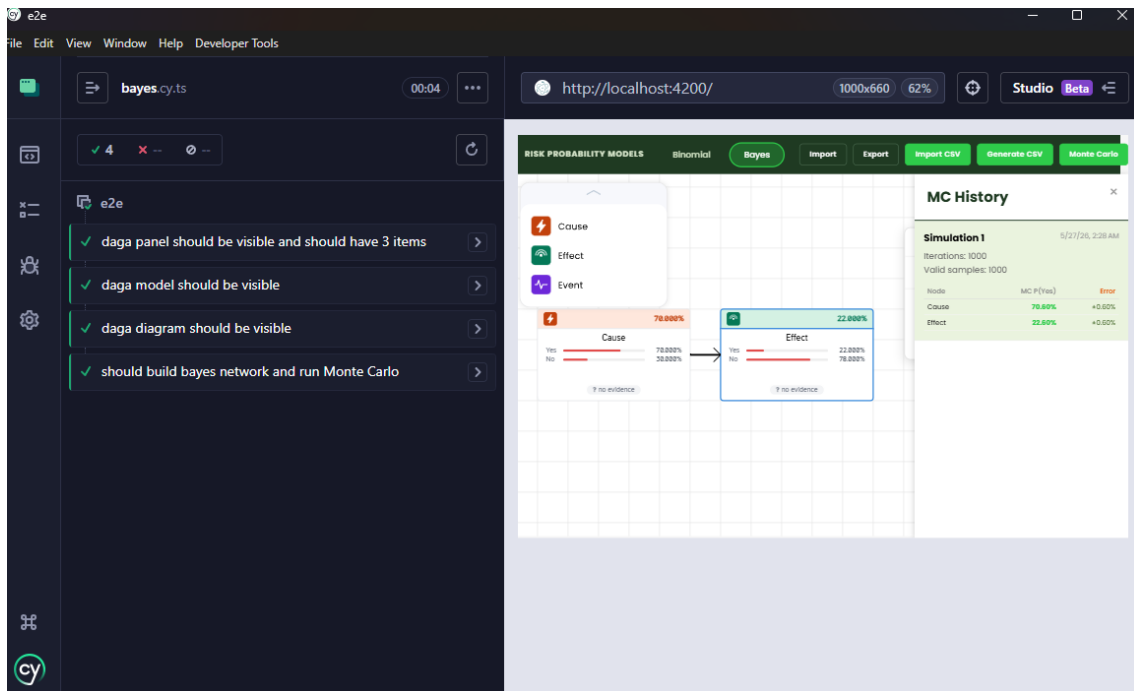 e2e
File Edit View Window Help Developer Tools
bayes.cy.ts
00:04
http://localhost:4200/
1000x660
62%
Studio Beta
4
--
--
e2e
daga panel should be visible and should have 3 items
daga model should be visible
daga diagram should be visible
should build bayes network and run Monte Carlo
cy
RISK PROBABILITY MODELS
Binomial
Bayes
Import
Export
Import CSV
Generate CSV
Monte Carlo
Cause
Effect
Event
70.000%
Cause
Yes 70.000%
No 30.000%
? no evidence
22.000%
Effect
Yes 22.000%
No 78.000%
? no evidence
MC History
×
Simulation 1 5/27/26, 2:28 AM
Iterations: 1000
Valid samples: 1000
Node MC P(Yes) Error
Cause 70.60% +0.60%
Effect 22.60% +0.60%